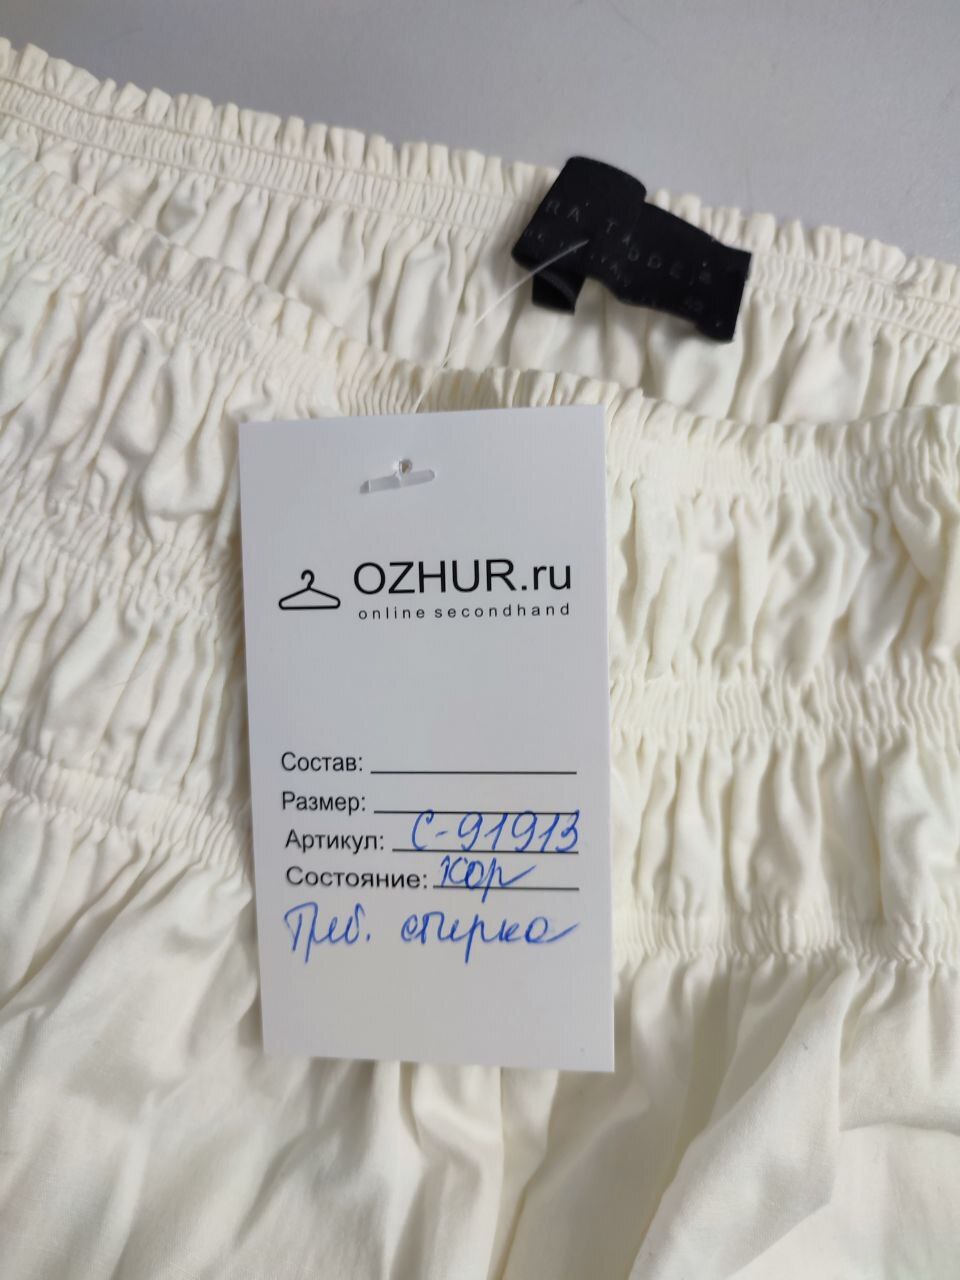 OZHUR.ru
online secondhand
Состав:
Размер:
Артикул: С-91913
Состояние: хор
Треб. стирка